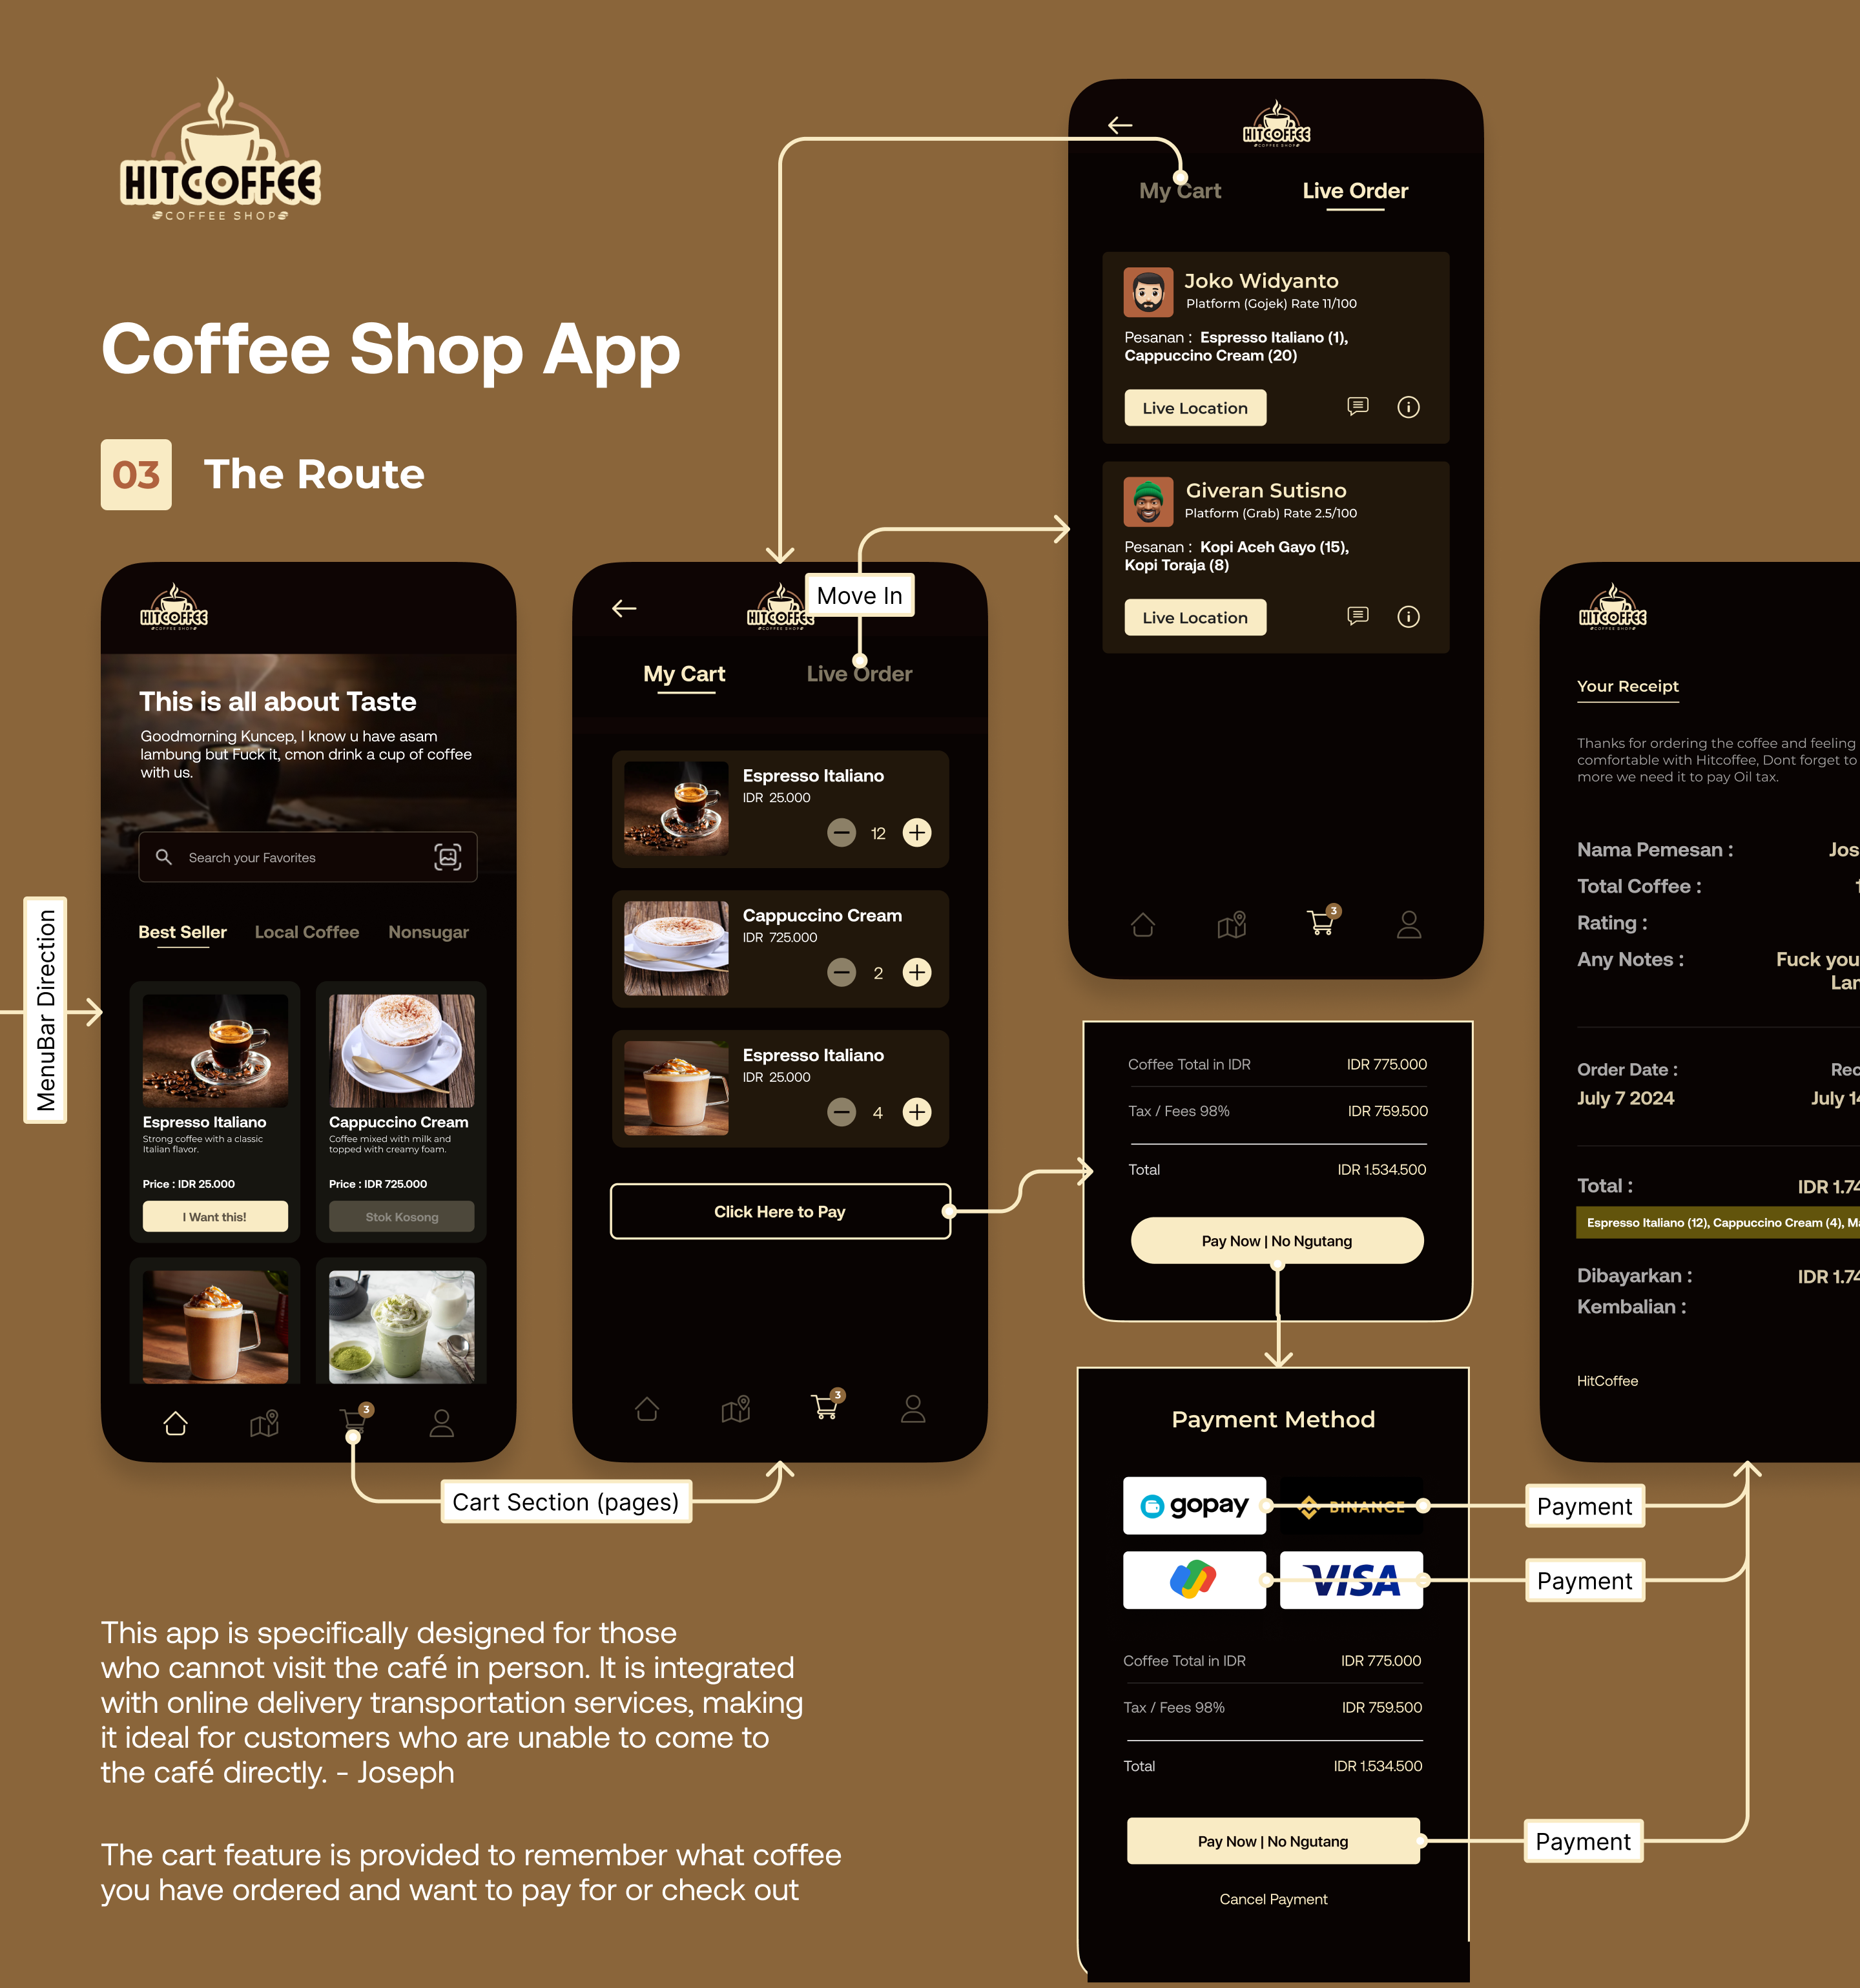 HITCOFFEE
COFFEE SHOP
Coffee Shop App
03
The Route
MenuBar Direction
HITCOFFEE
COFFEE SHOP
This is all about Taste
Goodmorning Kuncep, I know u have asam
lambung but Fuck it, cmon drink a cup of coffee
with us.
Search your Favorites
Best Seller
Local Coffee
Nonsugar
Espresso Italiano
Strong coffee with a classic
Italian flavor.
Price : IDR 25.000
I Want this!
Cappuccino Cream
Coffee mixed with milk and
topped with creamy foam.
Price : IDR 725.000
Stok Kosong
3
Cart Section (pages)
HITCOFFEE
COFFEE SHOP
Move In
My Cart
Live Order
Espresso Italiano
IDR 25.000
12
Cappuccino Cream
IDR 725.000
2
Espresso Italiano
IDR 25.000
4
Click Here to Pay
3
HITCOFFEE
COFFEE SHOP
My Cart
Live Order
Joko Widyanto
Platform (Gojek) Rate 11/100
Pesanan : Espresso Italiano (1),
Cappuccino Cream (20)
Live Location
Giveran Sutisno
Platform (Grab) Rate 2.5/100
Pesanan : Kopi Aceh Gayo (15),
Kopi Toraja (8)
Live Location
3
Coffee Total in IDR IDR 775.000
Tax / Fees 98% IDR 759.500
Total IDR 1.534.500
Pay Now | No Ngutang
Payment Method
gopay
BINANCE
VISA
Payment
Payment
Coffee Total in IDR IDR 775.000
Tax / Fees 98% IDR 759.500
Total IDR 1.534.500
Pay Now | No Ngutang
Payment
Cancel Payment
HITCOFFEE
COFFEE SHOP
Your Receipt
Thanks for ordering the coffee and feeling
comfortable with Hitcoffee, Dont forget to
more we need it to pay Oil tax.
Nama Pemesan : Jos
Total Coffee : 1
Rating :
Any Notes : Fuck you
Lam
Order Date : Rec
July 7 2024 July 14
Total : IDR 1.74
Espresso Italiano (12), Cappuccino Cream (4), Ma
Dibayarkan : IDR 1.74
Kembalian :
HitCoffee
This app is specifically designed for those
who cannot visit the café in person. It is integrated
with online delivery transportation services, making
it ideal for customers who are unable to come to
the café directly. - Joseph
The cart feature is provided to remember what coffee
you have ordered and want to pay for or check out